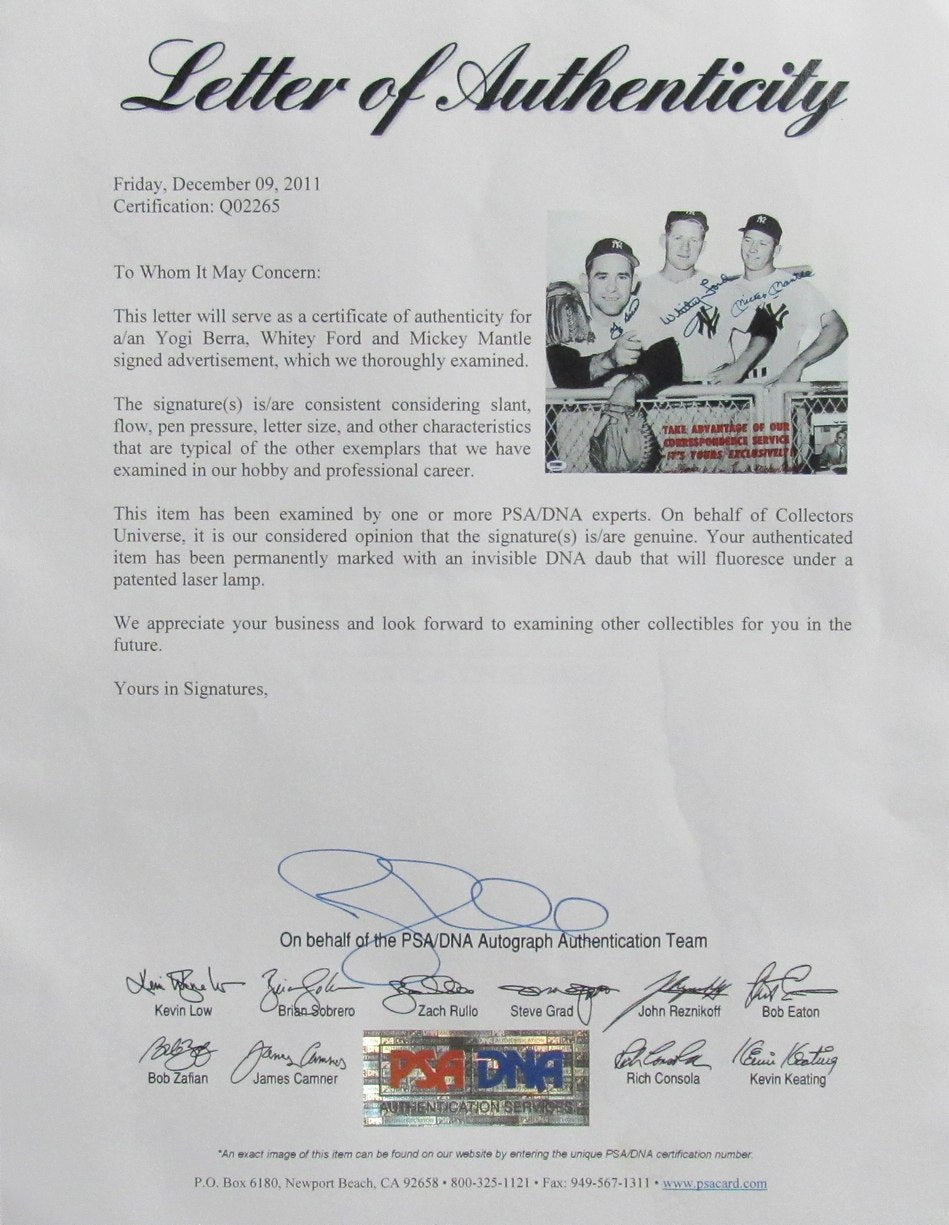 Letter of Authenticity
Friday, December 09, 2011
Certification: Q02265
To Whom It May Concern:
This letter will serve as a certificate of authenticity for
a/an Yogi Berra, Whitey Ford and Mickey Mantle
signed advertisement, which we thoroughly examined.
The signature(s) is/are consistent considering slant,
flow, pen pressure, letter size, and other characteristics
that are typical of the other exemplars that we have
examined in our hobby and professional career.
Whitey Ford
Mickey Mantle
NY
TAKE ADVANTAGE OF OUR
CORRESPONDENCE SERVICE
IT'S YOURS EXCLUSIVELY!
This item has been examined by one or more PSA/DNA experts. On behalf of Collectors
Universe, it is our considered opinion that the signature(s) is/are genuine. Your authenticated
item has been permanently marked with an invisible DNA daub that will fluoresce under a
patented laser lamp.
We appreciate your business and look forward to examining other collectibles for you in the
future.
Yours in Signatures,
On behalf of the PSA/DNA Autograph Authentication Team
Kevin Low Brian Sobrero Zach Rullo Steve Grad John Reznikoff Bob Eaton
Bob Zafian James Camner Rich Consola Kevin Keating
PSA DNA
AUTHENTICATION SERVICES
*An exact image of this item can be found on our website by entering the unique PSA/DNA certification number.
P.O. Box 6180, Newport Beach, CA 92658 • 800-325-1121 • Fax: 949-567-1311 • www.psacard.com